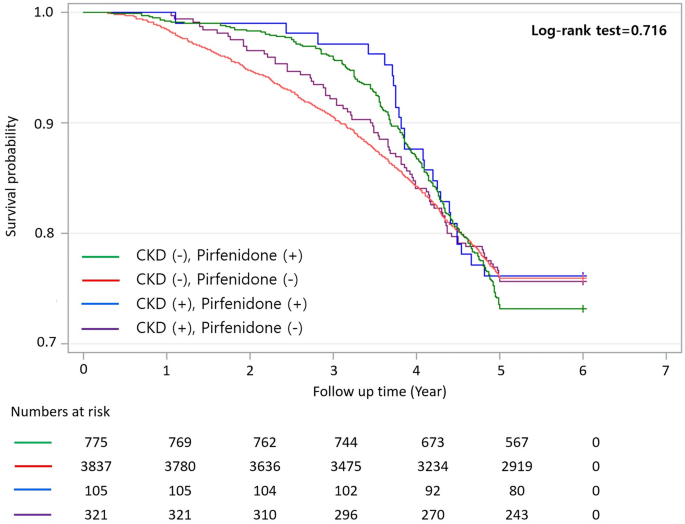 1.0
Log-rank test=0.716
0.9
Survival probability
0.8
CKD (-), Pirfenidone (+)
CKD (-), Pirfenidone (-)
CKD (+), Pirfenidone (+)
CKD (+), Pirfenidone (-)
0.7
0 1 2 3 4 5 6 7
Follow up time (Year)
Numbers at risk
775 769 762 744 673 567 0
3837 3780 3636 3475 3234 2919 0
105 105 104 102 92 80 0
321 321 310 296 270 243 0